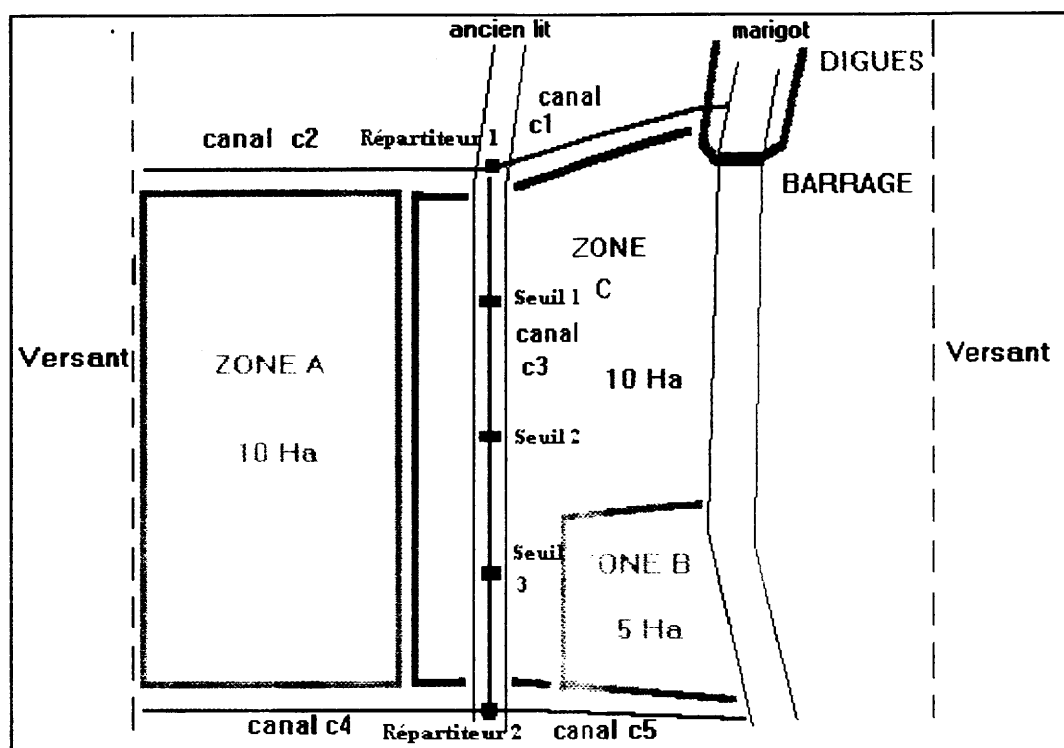 ancien lit
marigot
DIGUES
canal
c1
canal c2
Répartiteur 1
BARRAGE
ZONE
C
Seuil 1
canal
c3
Versant
ZONE A
Versant
10 Ha
Seuil 2
10 Ha
Seuil
3
ONE B
5 Ha
canal c4
Répartiteur 2
canal c5